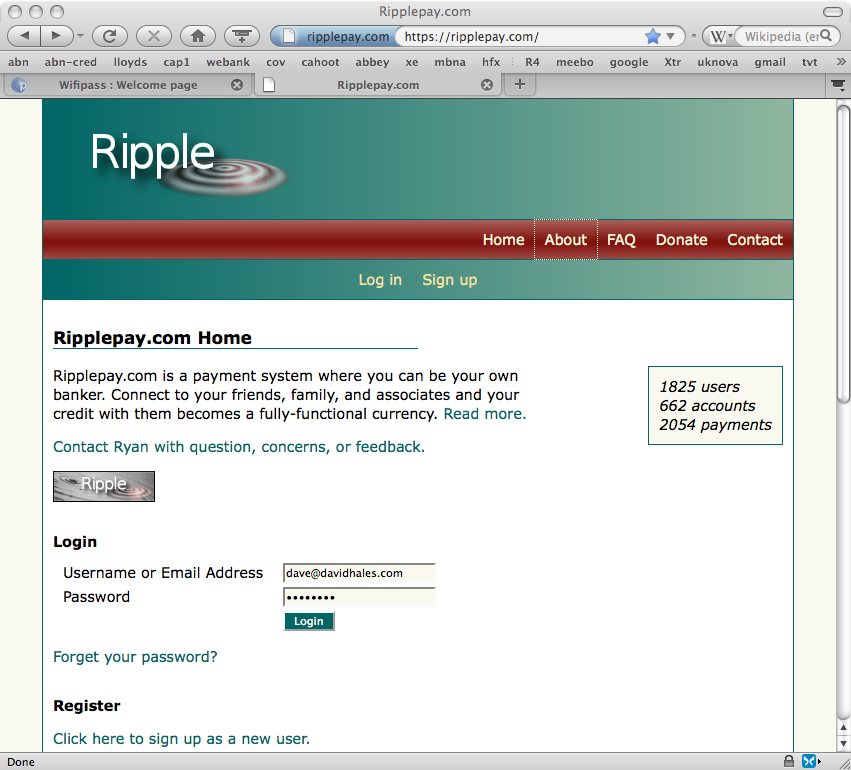 Ripplepay.com
ripplepay.com https://ripplepay.com/ W Wikipedia (er
abn abn-cred lloyds cap1 webank cov cahoot abbey xe mbna hfx R4 meebo google Xtr uknova gmail tvt »
Wifipass : Welcome page Ripplepay.com +
Ripple
Home About FAQ Donate Contact
Log in Sign up
Ripplepay.com Home
Ripplepay.com is a payment system where you can be your own
banker. Connect to your friends, family, and associates and your
credit with them becomes a fully-functional currency. Read more.
1825 users
662 accounts
2054 payments
Contact Ryan with question, concerns, or feedback.
Ripple
Login
Username or Email Address dave@davidhales.com
Password ••••••••
Login
Forget your password?
Register
Click here to sign up as a new user.
Done